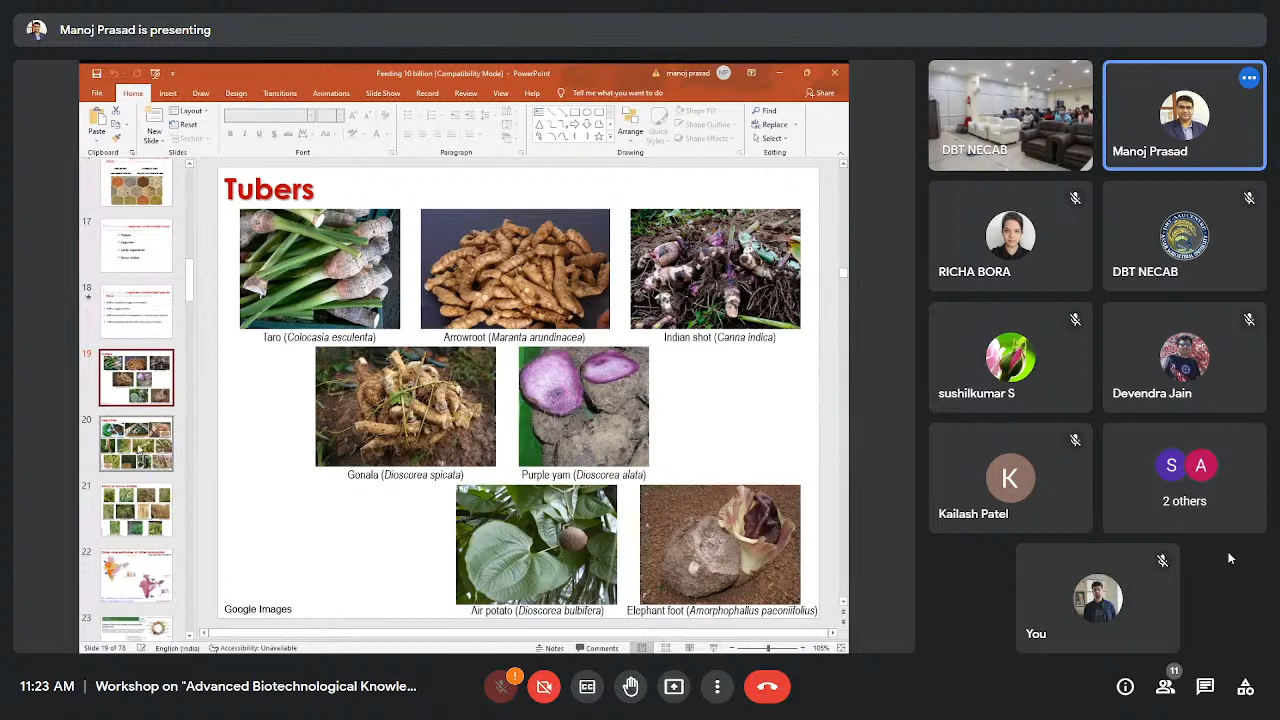 Manoj Prasad is presenting
Feeding 10 billion [Compatibility Mode] - PowerPoint
manoj prasad
MP
File Home Insert Draw Design Transitions Animations Slide Show Record Review View Help Tell me what you want to do Share
Paste
New Slide
Layout
Reset
Section
Arrange
Quick Styles
Shape Fill
Shape Outline
Shape Effects
Find
Replace
Select
Clipboard Slides Font Paragraph Drawing Editing
17
18
19
20
21
22
23
Tubers
Taro (Colocasia esculenta)
Arrowroot (Maranta arundinacea)
Indian shot (Canna indica)
Gonala (Dioscorea spicata)
Purple yam (Dioscorea alata)
Air potato (Dioscorea bulbifera)
Elephant foot (Amorphophallus paeoniifolius)
Google Images
Slide 19 of 78 English (India) Accessibility: Unavailable Notes Comments 105%
DBT NECAB
Manoj Prasad
RICHA BORA
DBT NECAB
sushilkumar S
Devendra Jain
K
Kailash Patel
S A
2 others
You
11:23 AM | Workshop on "Advanced Biotechnological Knowle...
11